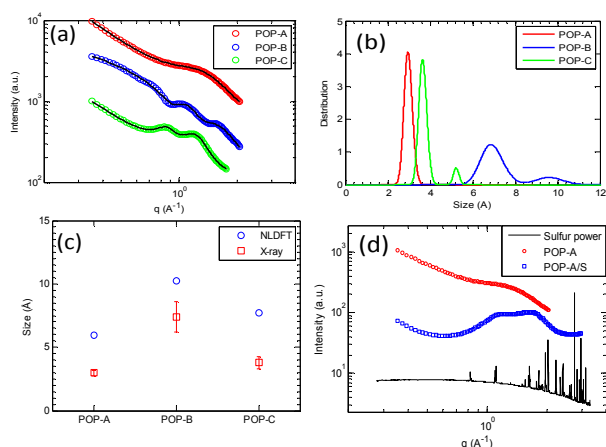 (a)
POP-A
POP-B
POP-C
Intensity (a.u.)
10^4
10^3
10^2
10^0
q (A^-1)
(b)
POP-A
POP-B
POP-C
Distribution
5
4
3
2
1
0
0 2 4 6 8 10 12
Size (A)
(c)
NLDFT
X-ray
Size (Å)
15
10
5
0
POP-A POP-B POP-C
(d)
Sulfur power
POP-A
POP-A/S
Intensity (a.u.)
10^3
10^2
10^1
10^0
q (A^-1)